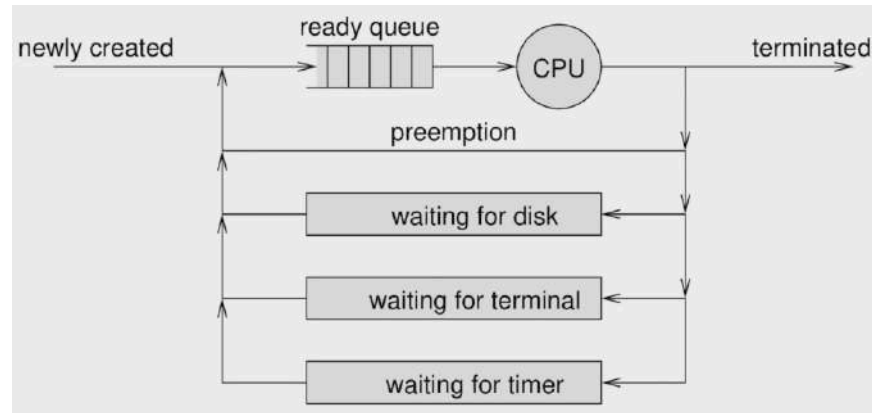 ready queue
newly created
CPU
terminated
preemption
waiting for disk
waiting for terminal
waiting for timer